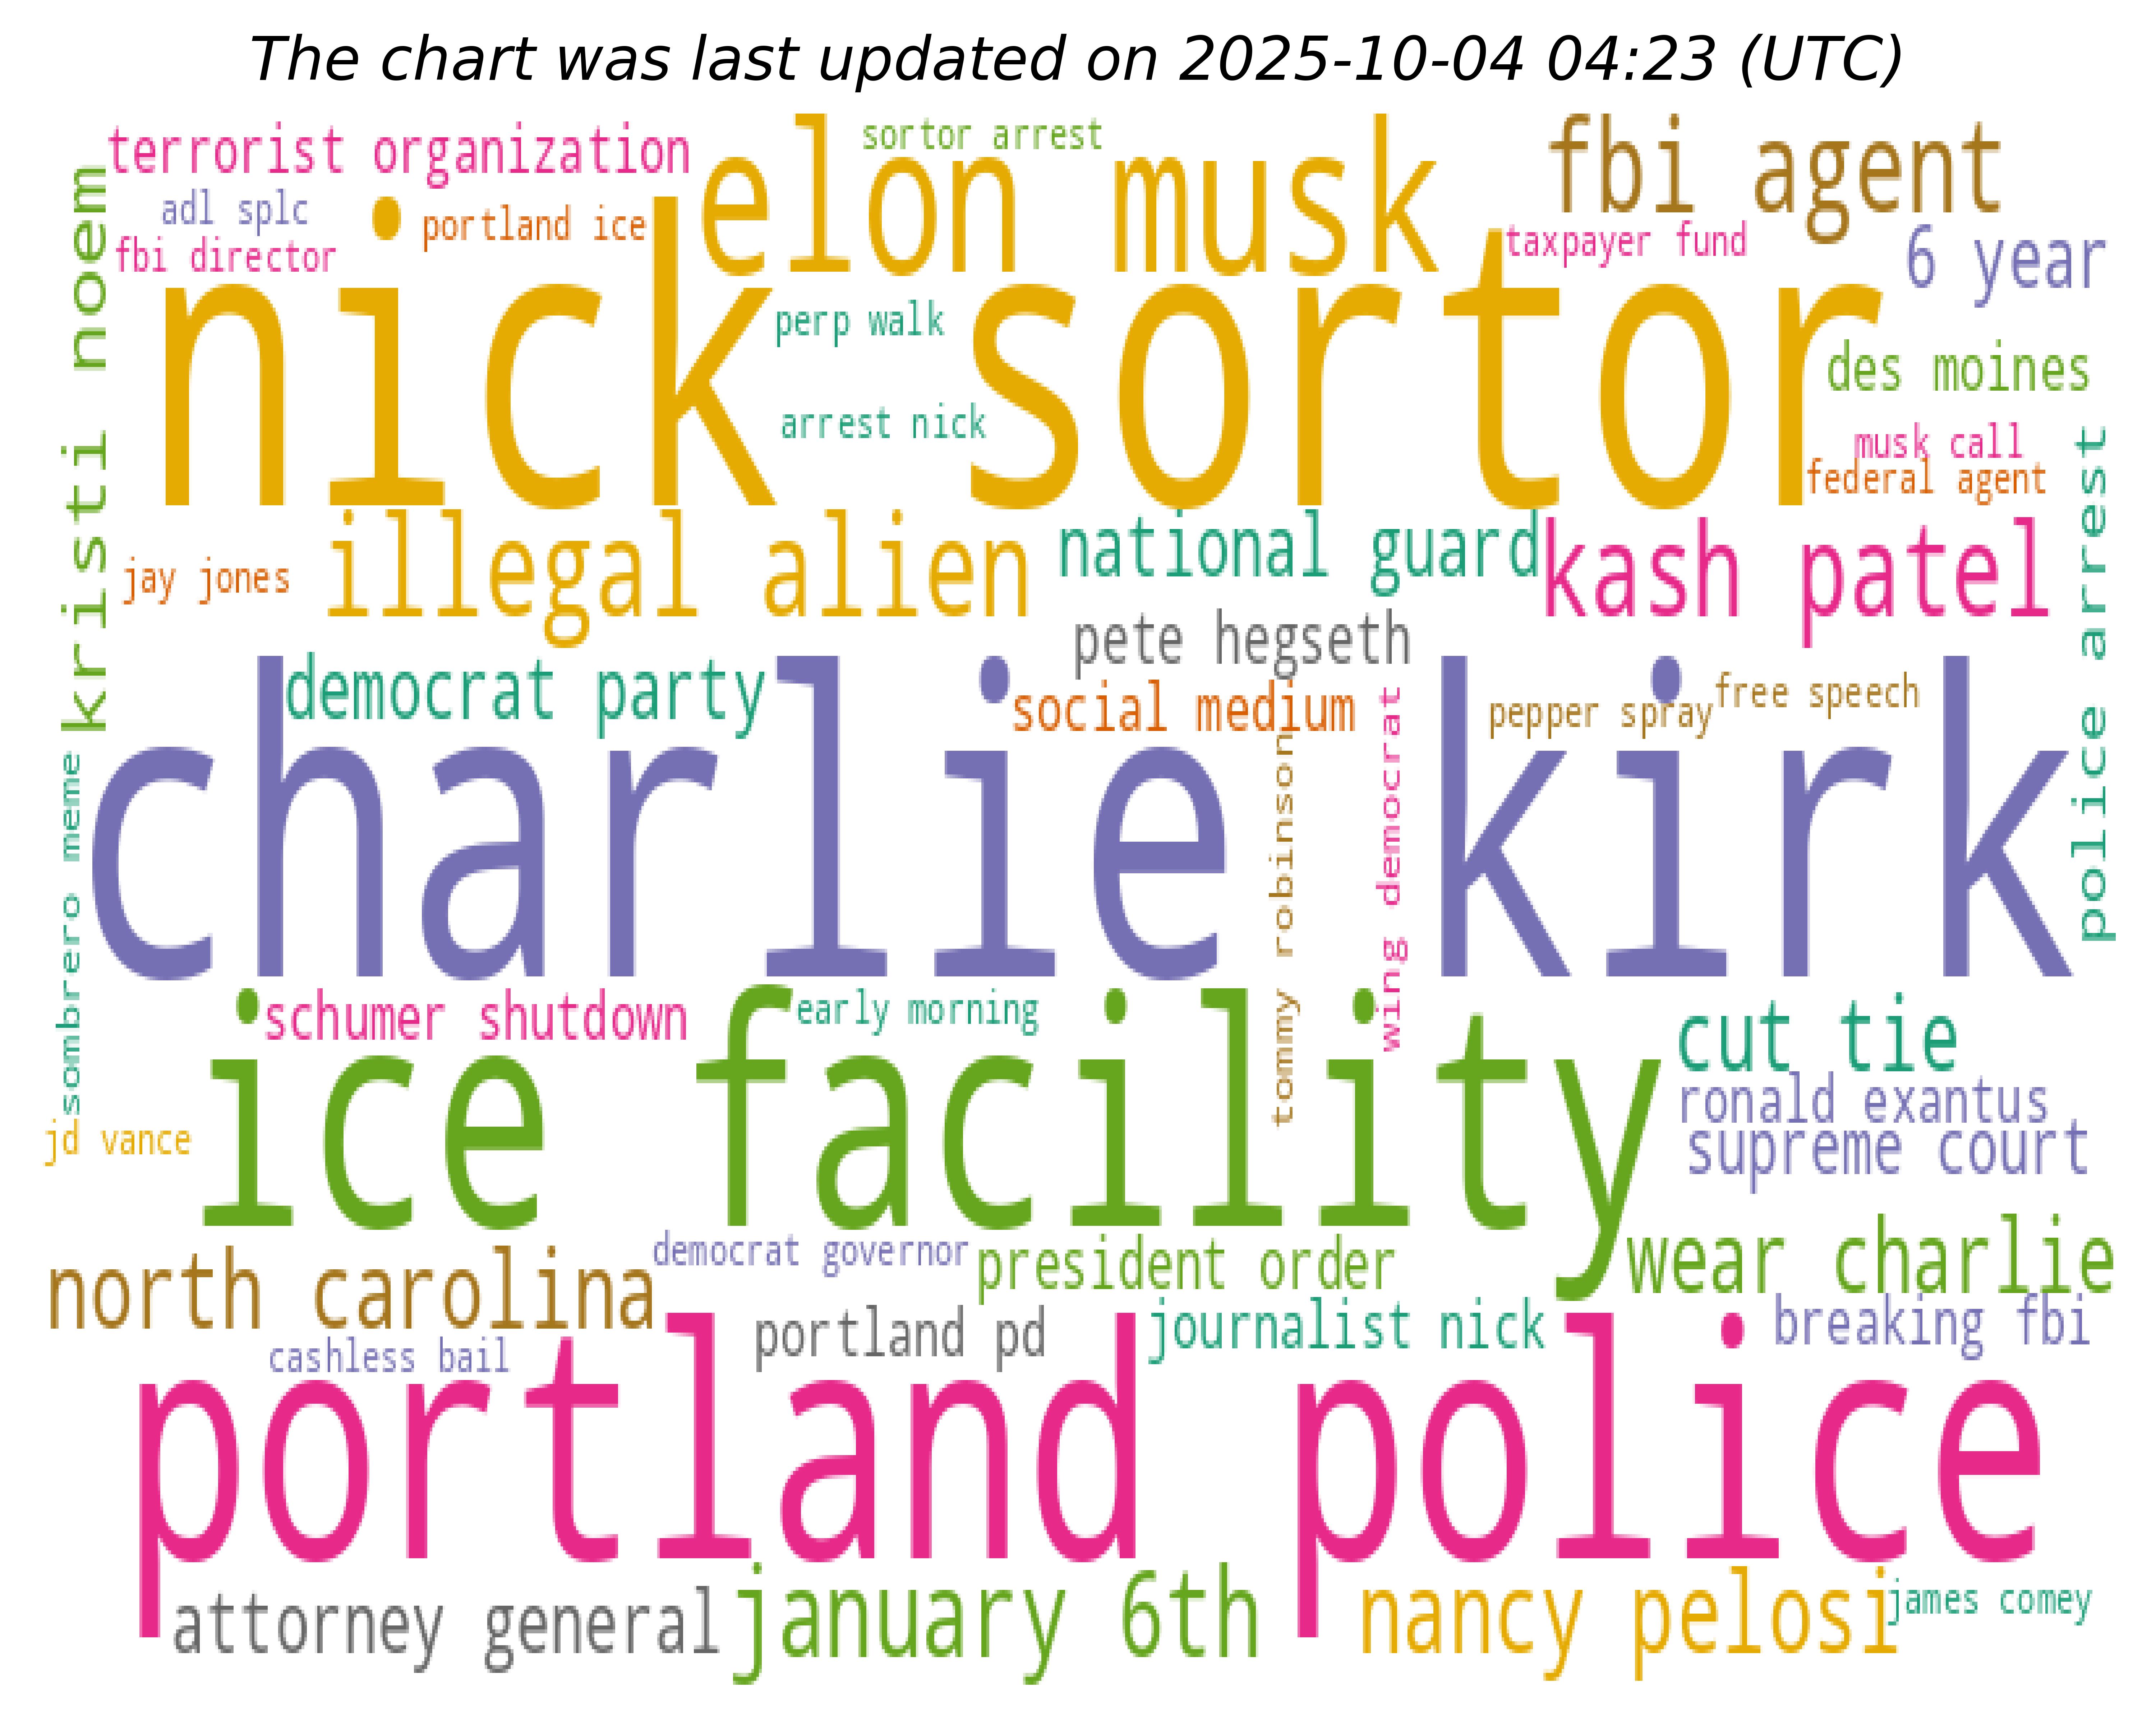 The chart was last updated on 2025-10-04 04:23 (UTC)
terrorist organization
sortor arrest
elon musk
fbi agent
adl splc
portland ice
fbi director
taxpayer fund
6 year
kristi noem
nick sortor
perp walk
arrest nick
des moines
musk call
federal agent
police arrest
jay jones
illegal alien
national guard
kash patel
pete hegseth
democrat party
social medium
pepper spray
free speech
charlie kirk
tommy robinson
wing democrat
sombrero meme
schumer shutdown
early morning
cut tie
ice facility
ronald exantus
jd vance
supreme court
north carolina
democrat governor
president order
wear charlie
cashless bail
portland pd
journalist nick
breaking fbi
portland police
attorney general
january 6th
nancy pelosi
james comey